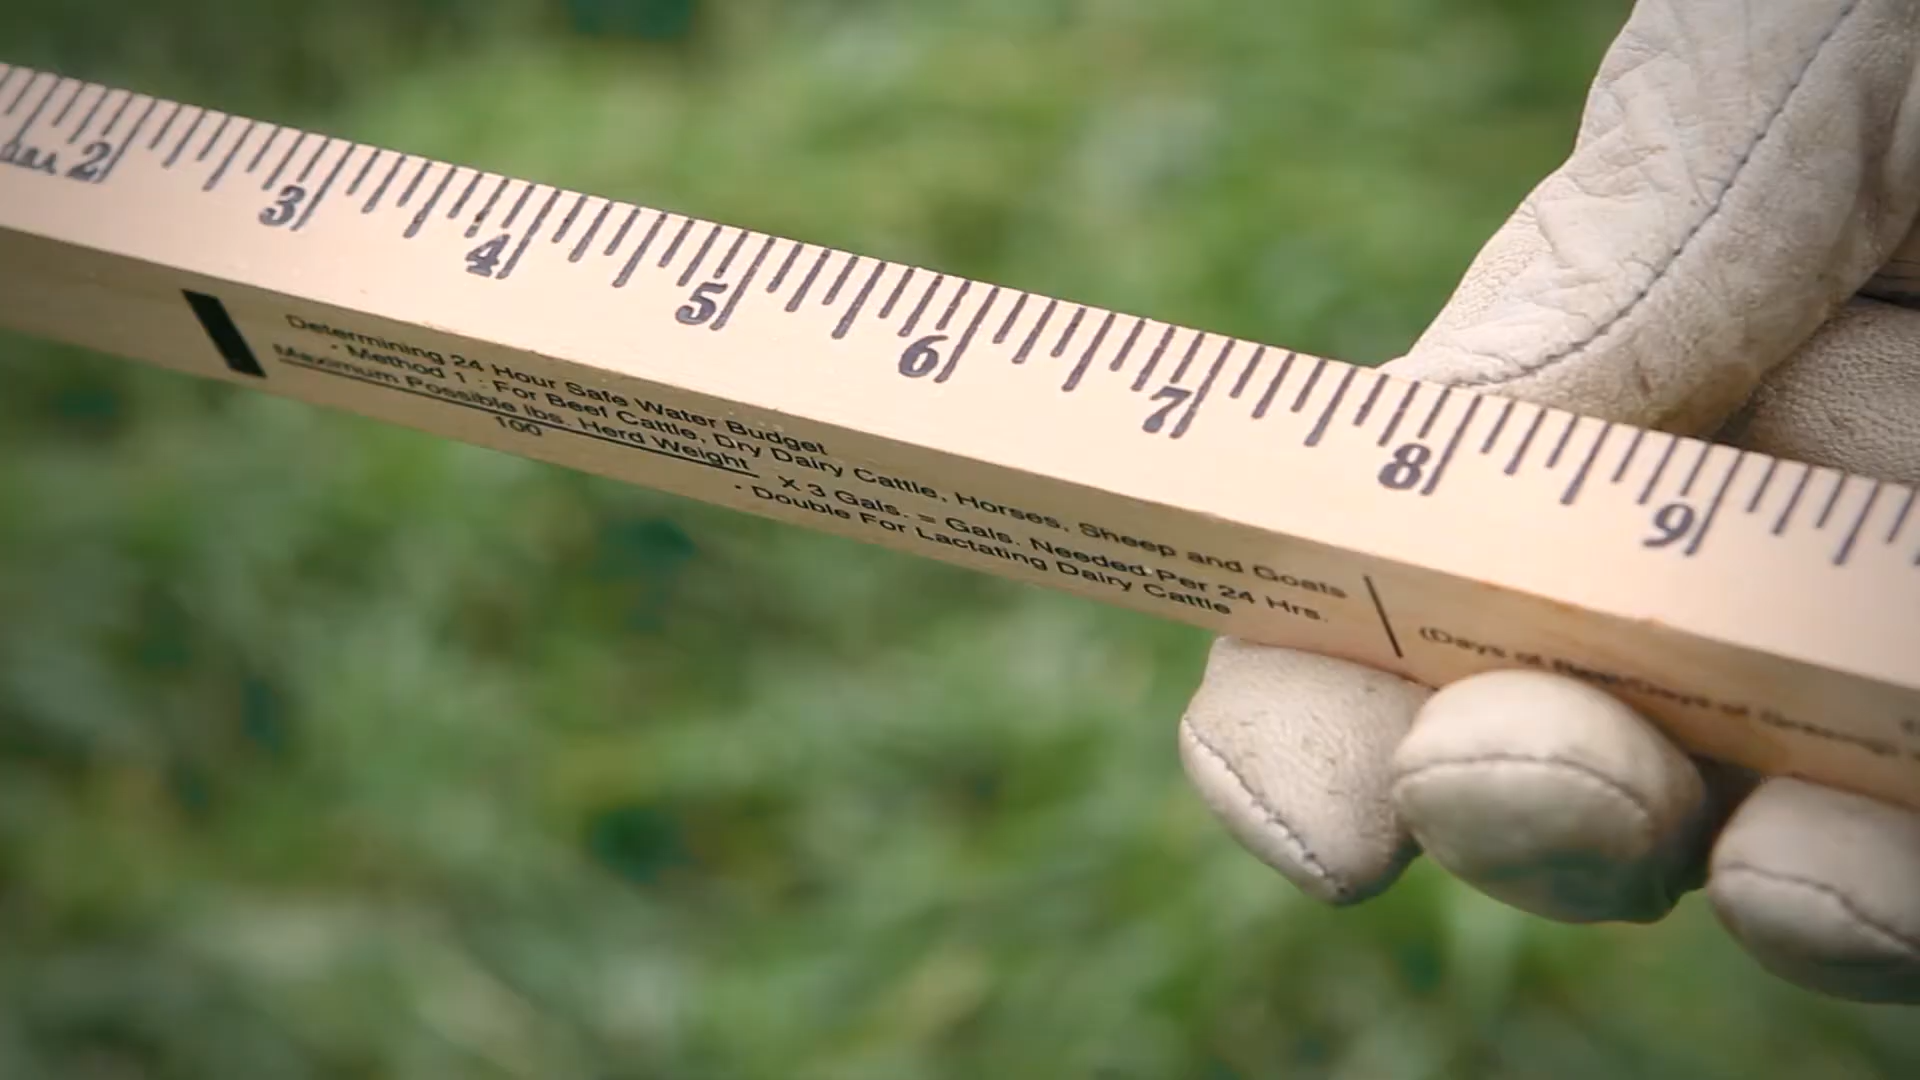 2 3 4 5 6 7 8 9
Determining 24 Hour Safe Water Budget
· Method 1 : For Beef Cattle, Dry Dairy Cattle, Horses, Sheep and Goats
Maximum Possible lbs. Herd Weight
100
X 3 Gals. = Gals. Needed Per 24 Hrs.
· Double For Lactating Dairy Cattle
(Days of